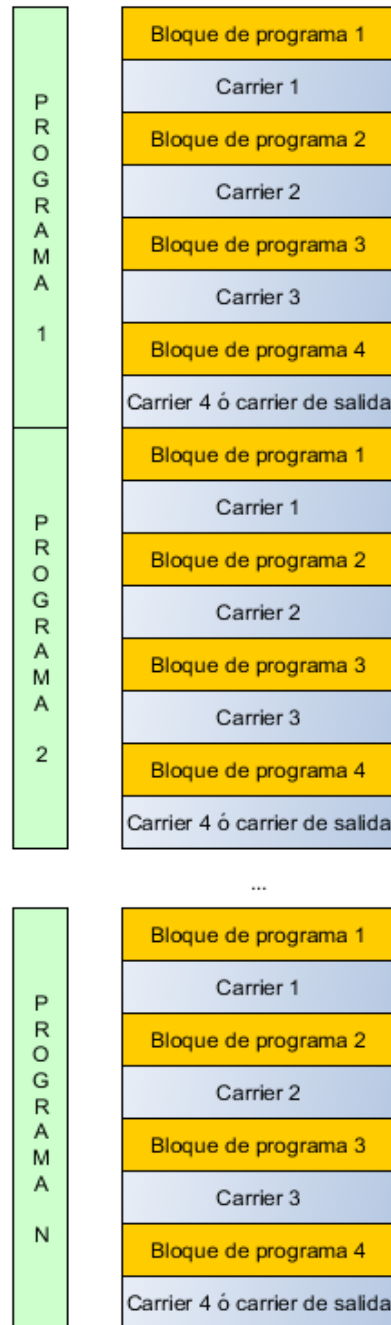 PROGRAMA 1
Bloque de programa 1
Carrier 1
Bloque de programa 2
Carrier 2
Bloque de programa 3
Carrier 3
Bloque de programa 4
Carrier 4 ó carrier de salida
PROGRAMA 2
Bloque de programa 1
Carrier 1
Bloque de programa 2
Carrier 2
Bloque de programa 3
Carrier 3
Bloque de programa 4
Carrier 4 ó carrier de salida
...
PROGRAMA N
Bloque de programa 1
Carrier 1
Bloque de programa 2
Carrier 2
Bloque de programa 3
Carrier 3
Bloque de programa 4
Carrier 4 ó carrier de salida